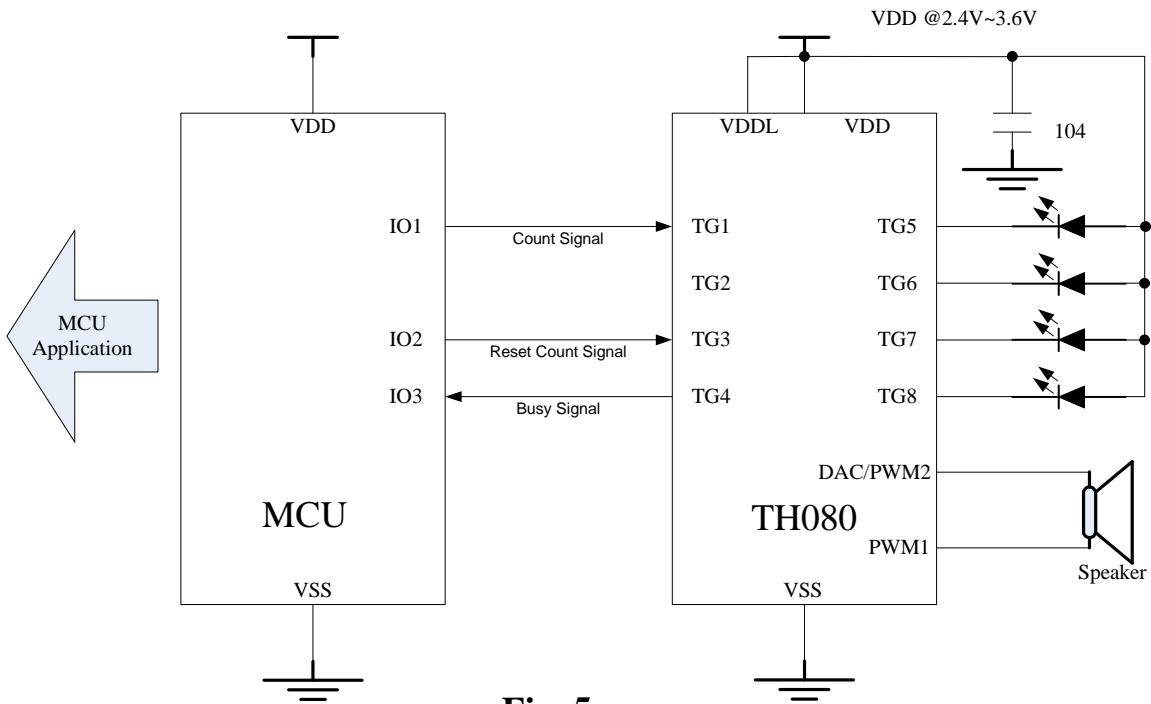 VDD @2.4V~3.6V
VDD
VDDL
VDD
104
IO1
Count Signal
TG1
TG5
TG2
TG6
MCU
Application
IO2
Reset Count Signal
TG3
TG7
IO3
Busy Signal
TG4
TG8
DAC/PWM2
MCU
TH080
PWM1
Speaker
VSS
VSS